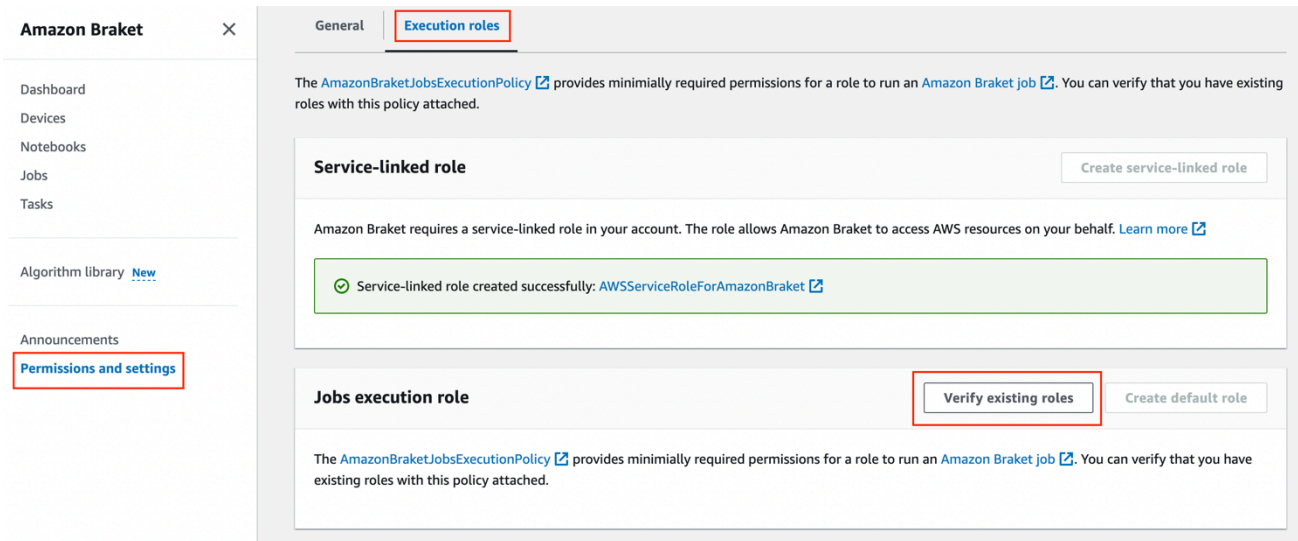 Amazon Braket
Dashboard
Devices
Notebooks
Jobs
Tasks
Algorithm library New
Announcements
Permissions and settings
General
Execution roles
The AmazonBraketJobsExecutionPolicy provides minimially required permissions for a role to run an Amazon Braket job. You can verify that you have existing
roles with this policy attached.
Service-linked role
Create service-linked role
Amazon Braket requires a service-linked role in your account. The role allows Amazon Braket to access AWS resources on your behalf. Learn more
Service-linked role created successfully: AWSServiceRoleForAmazonBraket
Jobs execution role
Verify existing roles
Create default role
The AmazonBraketJobsExecutionPolicy provides minimially required permissions for a role to run an Amazon Braket job. You can verify that you have
existing roles with this policy attached.